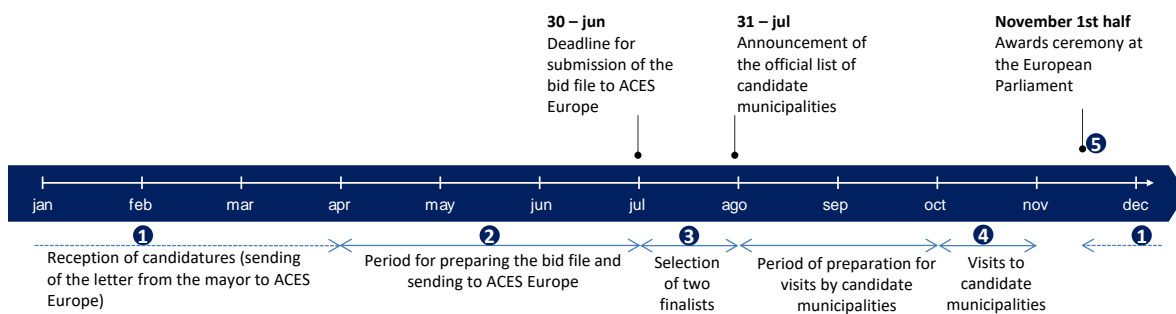 30 – jun
Deadline for
submission of the
bid file to ACES
Europe
31 – jul
Announcement of
the official list of
candidate
municipalities
November 1st half
Awards ceremony at
the European
Parliament
5
jan feb mar apr may jun jul ago sep oct nov dec
1 2 3 4 1
Reception of candidatures (sending
of the letter from the mayor to ACES
Europe)
Period for preparing the bid file and
sending to ACES Europe
Selection
of two
finalists
Period of preparation for
visits by candidate
municipalities
Visits to
candidate
municipalities